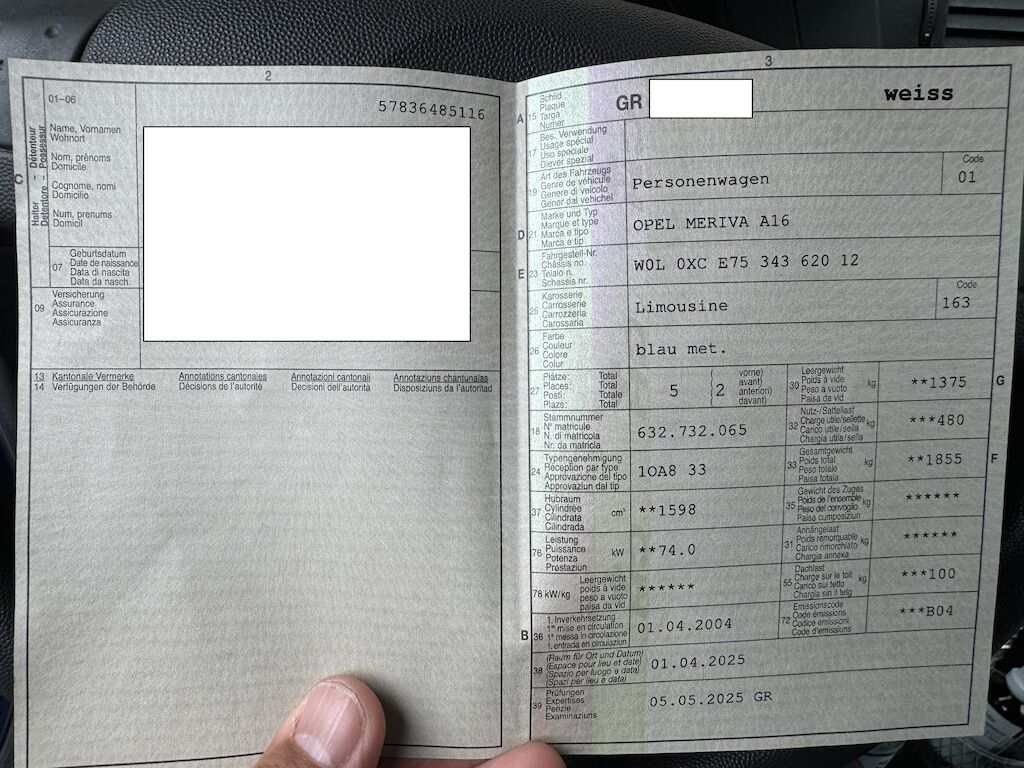 2
01-06
57836485116
C
Halter - Détenteur
Detentore - Possessur
Name, Vornamen
Wohnort
Nom, prénoms
Domicile
Cognome, nomi
Domicilio
Num, prenums
Domicil
07
Geburtsdatum
Date de naissance
Data di nascita
Data da nasch.
09
Versicherung
Assurance
Assicurazione
Assicuranza
13 Kantonale Vermerke Annotations cantonales Annotazioni cantonali Annotaziuns chantunalas
14 Verfügungen der Behörde Décisions de l'autorité Decisioni dell'autorità Disposiziuns da l'autoritad
3
A 15
Schild
Plaque
Targa
Numer
GR
weiss
17
Bes. Verwendung
Usage spécial
Uso speciale
Diever spezial
19
Art des Fahrzeugs
Genre de véhicule
Genere di veicolo
Gener dal vehichel
Personenwagen
Code
01
D 21
Marke und Typ
Marque et type
Marca e tipo
Marca e tip
OPEL MERIVA A16
E 23
Fahrgestell-Nr.
Châssis no.
Telaio n.
Schassis nr.
W0L 0XC E75 343 620 12
25
Karosserie
Carrosserie
Carrozzeria
Carossaria
Limousine
Code
163
26
Farbe
Couleur
Colore
Colur
blau met.
27
Plätze: Total
Places: Total
Posti: Totale
Plazs: Total
5
(2
vorne)
avant)
anteriori)
davant)
30
Leergewicht
Poids à vide
Peso a vuoto
Paisa da vid
kg
**1375
G
18
Stammnummer
N° matricule
N. di matricola
Nr. da matricla
632.732.065
32
Nutz-/Sattellast
Charge utile/sellette
Carico utile/sella
Chargia utila/sella
kg
***480
24
Typengenehmigung
Réception par type
Approvazione del tipo
Approvaziun dal tip
1OA8 33
33
Gesamtgewicht
Poids total
Peso totale
Paisa totala
kg
**1855
F
37
Hubraum
Cylindrée
Cilindrata
Cilindrada
cm³
**1598
35
Gewicht des Zuges
Poids de l'ensemble
Peso del convoglio
Paisa cumposiziun
kg
******
76
Leistung
Puissance
Potenza
Prestaziun
kW
**74.0
31
Anhängelast
Poids remorquable
Carico rimorchiato
Chargia annexa
kg
******
78 kW/kg
Leergewicht
poids à vide
peso a vuoto
paisa da vid
******
55
Dachlast
Charge sur le toit
Carico sul tetto
Chargia sin il tetg
kg
***100
B 36
1. Inverkehrsetzung
1re mise en circulation
1a messa in circolazione
1. entrada en circulaziun
01.04.2004
72
Emissionscode
Code émissions
Codice emissioni
Code d'emissiuns
***B04
38
(Raum für Ort und Datum)
(Espace pour lieu et date)
(Spazio per luogo e data)
(Spazi per lieu e data)
01.04.2025
39
Prüfungen
Expertises
Perizie
Examinaziuns
05.05.2025 GR